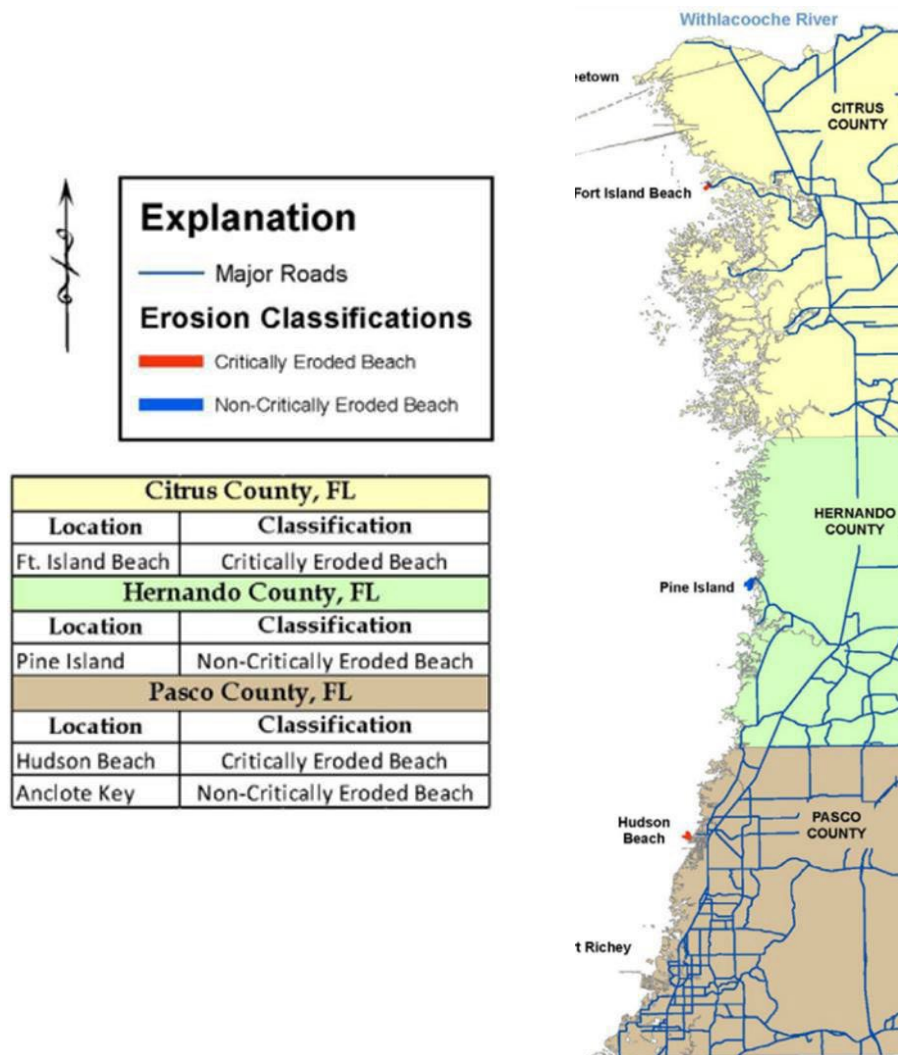 Withlacooche River
eetown
CITRUS
COUNTY
Fort Island Beach
Explanation
Major Roads
Erosion Classifications
Critically Eroded Beach
Non-Critically Eroded Beach
Citrus County, FL
Location Classification
Ft. Island Beach Critically Eroded Beach
Hernando County, FL
Location Classification
Pine Island Non-Critically Eroded Beach
Pasco County, FL
Location Classification
Hudson Beach Critically Eroded Beach
Anclote Key Non-Critically Eroded Beach
HERNANDO
COUNTY
Pine Island
Hudson
Beach
PASCO
COUNTY
t Richey